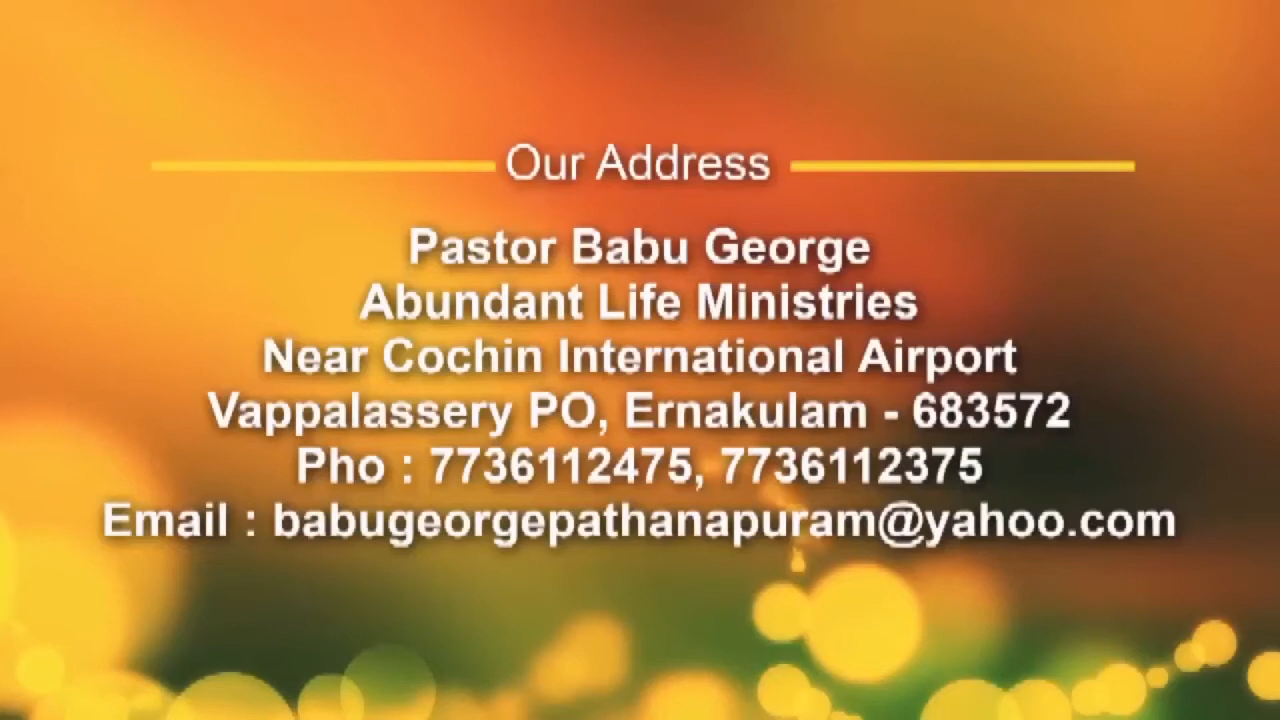 Our Address
Pastor Babu George
Abundant Life Ministries
Near Cochin International Airport
Vappalassery PO, Ernakulam - 683572
Pho : 7736112475, 7736112375
Email : babugeorgepathanapuram@yahoo.com